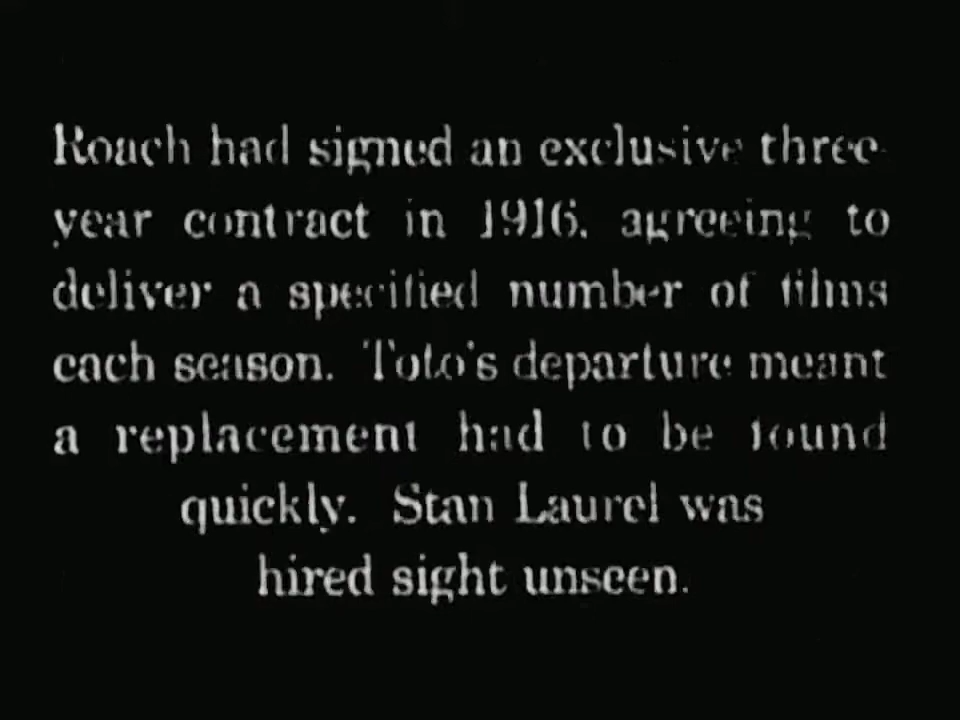 Roach had signed an exclusive three-
year contract in 1916, agreeing to
deliver a specified number of films
each season. Toto's departure meant
a replacement had to be found
quickly. Stan Laurel was
hired sight unseen.